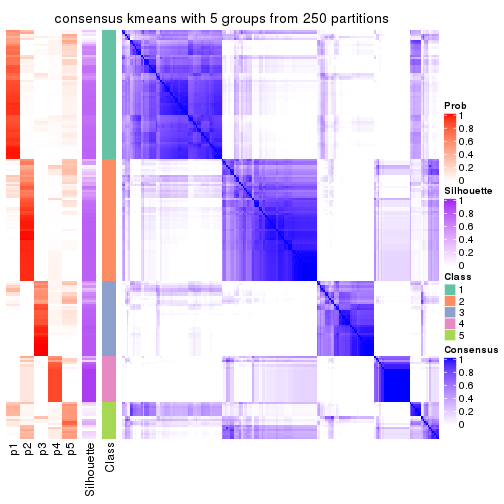 consensus kmeans with 5 groups from 250 partitions
Prob
1
0.8
0.6
0.4
0.2
0
Silhouette
1
0.8
0.6
0.4
0.2
0
Class
1
2
3
4
5
Consensus
1
0.8
0.6
0.4
0.2
0
p1
p2
p3
p4
p5
Silhouette
Class